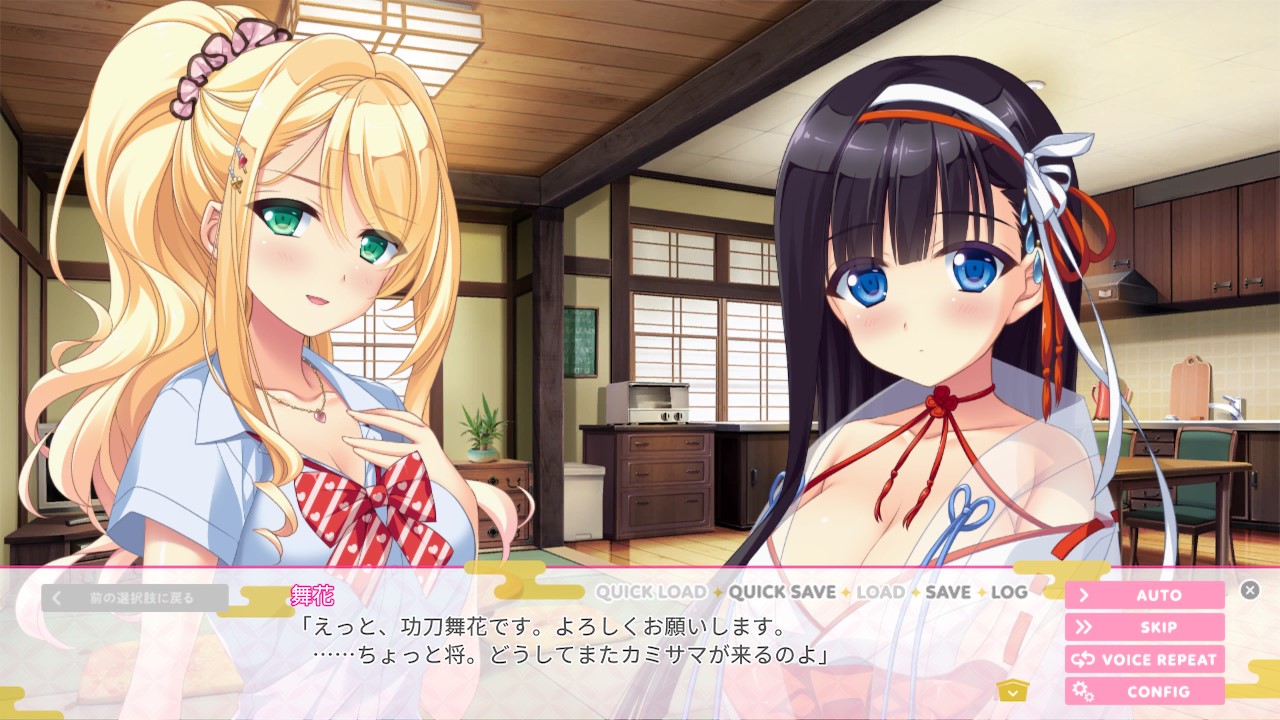 前の選択肢に戻る
舞花
QUICK LOAD QUICK SAVE LOAD SAVE LOG
「えっと、功刀舞花です。よろしくお願いします。
……ちょっと将。どうしてまたカミサマが来るのよ」
AUTO
SKIP
VOICE REPEAT
CONFIG